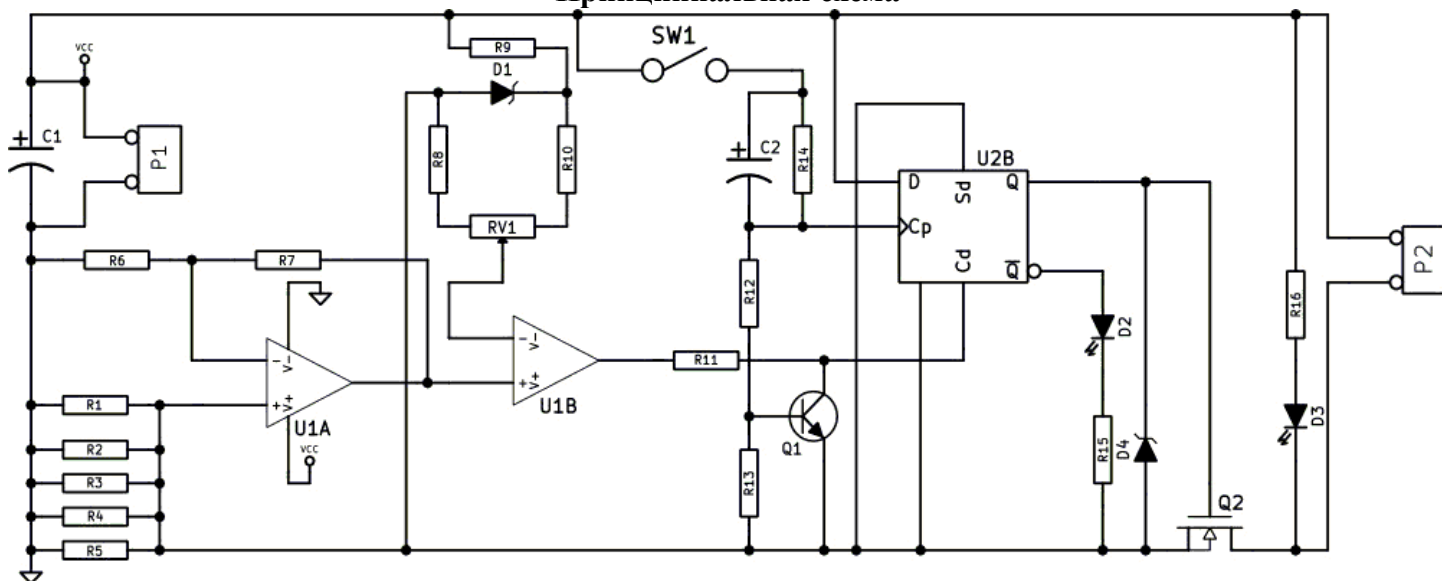 Принципиальная схема
VCC
C1
P1
R9
D1
R8
R10
RV1
SW1
C2
R14
U2B
D
Sd
Q
Cp
Cd
Q̅
P2
R6
R7
R12
R16
D2
V-
-
+
V+
U1A
VCC
-
V-
+
V+
U1B
R11
R1
R2
R3
R4
R5
Q1
R13
R15
D4
D3
Q2
+
+